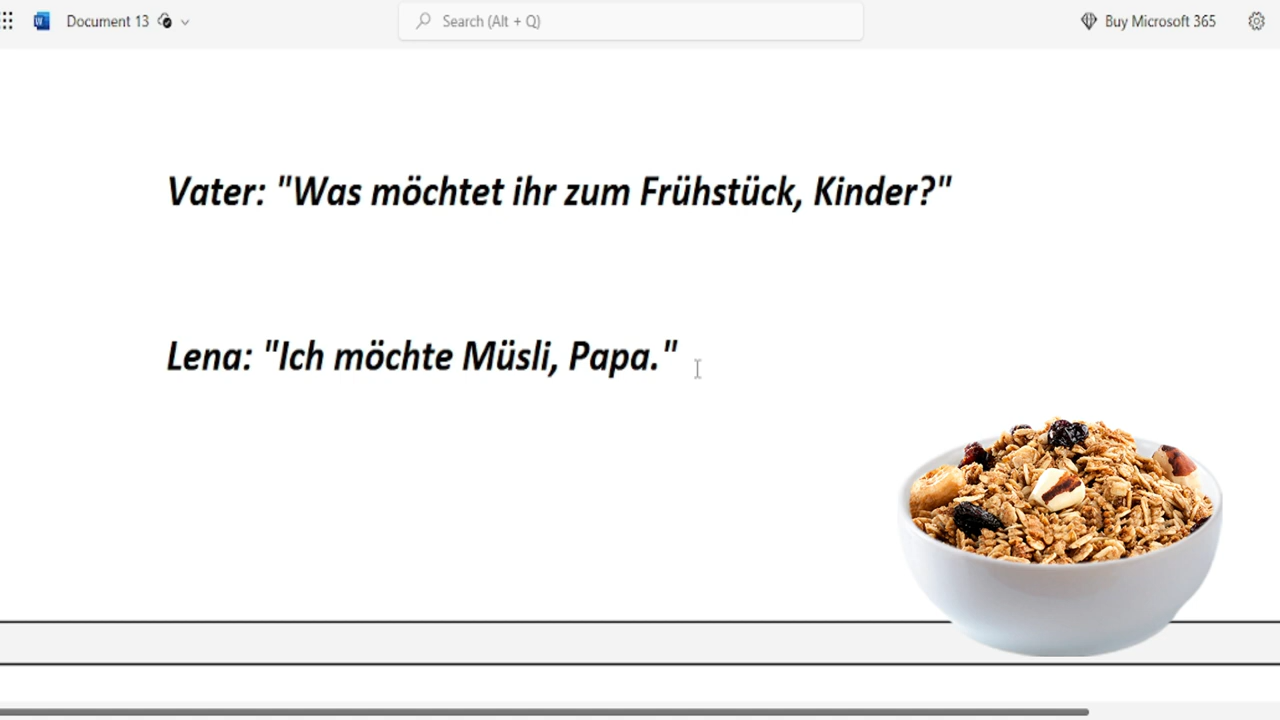 Document 13
Search (Alt + Q)
Buy Microsoft 365
Vater: "Was möchtet ihr zum Frühstück, Kinder?"
Lena: "Ich möchte Müsli, Papa."